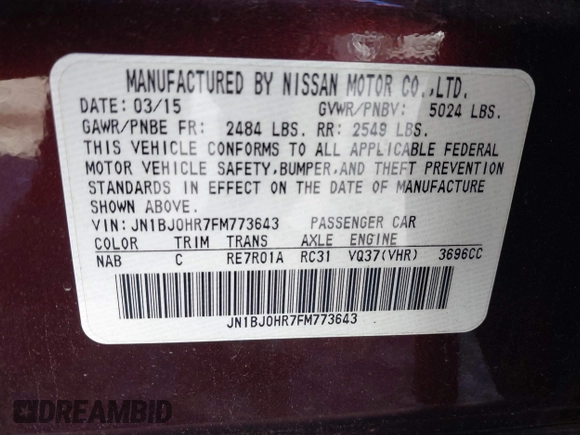 MANUFACTURED BY NISSAN MOTOR CO.,LTD.
DATE: 03/15 GVWR/PNBV: 5024 LBS.
GAWR/PNBE FR: 2484 LBS. RR: 2549 LBS.
THIS VEHICLE CONFORMS TO ALL APPLICABLE FEDERAL
MOTOR VEHICLE SAFETY,BUMPER,AND THEFT PREVENTION
STANDARDS IN EFFECT ON THE DATE OF MANUFACTURE
SHOWN ABOVE.
VIN:JN1BJ0HR7FM773643 PASSENGER CAR
COLOR TRIM TRANS AXLE ENGINE
NAB C RE7R01A RC31 VQ37(VHR) 3696CC
JN1BJ0HR7FM773643
DREAMBID